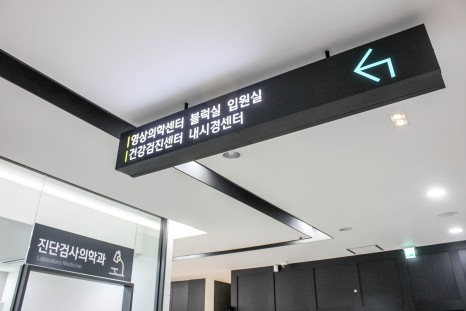 영상의학센터 블럭실 입원실
건강검진센터 내시경센터
진단검사의학과
Laboratory Medicine